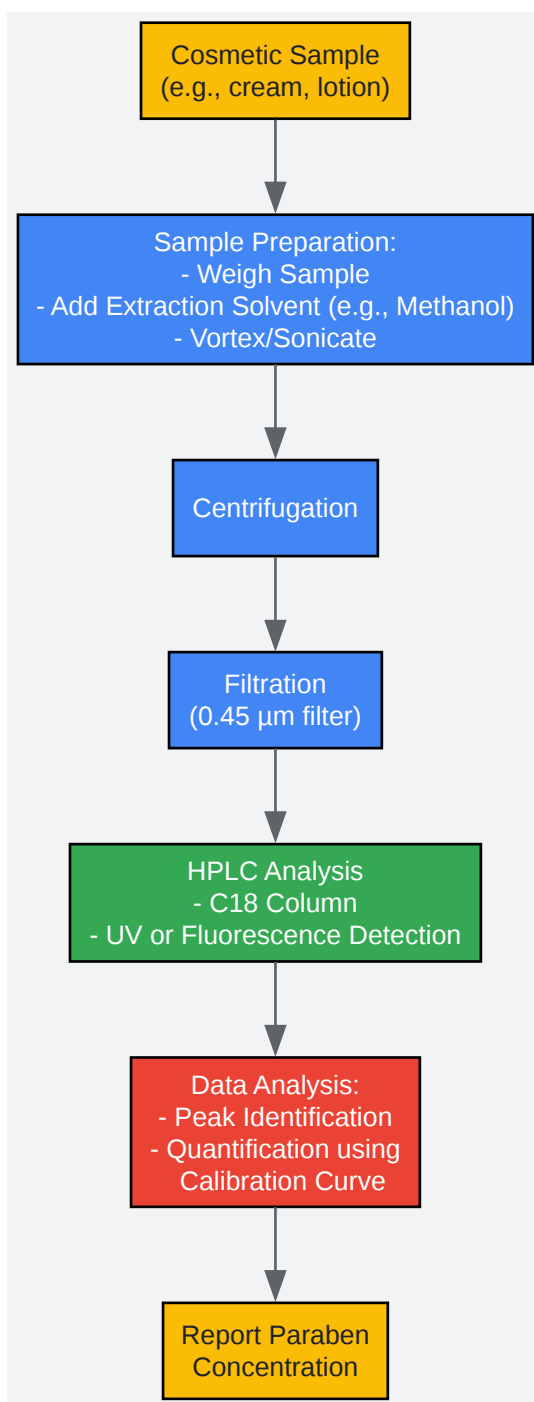 Cosmetic Sample
(e.g., cream, lotion)
Sample Preparation:
- Weigh Sample
- Add Extraction Solvent (e.g., Methanol)
- Vortex/Sonicate
Centrifugation
Filtration
(0.45 µm filter)
HPLC Analysis
- C18 Column
- UV or Fluorescence Detection
Data Analysis:
- Peak Identification
- Quantification using
Calibration Curve
Report Paraben
Concentration